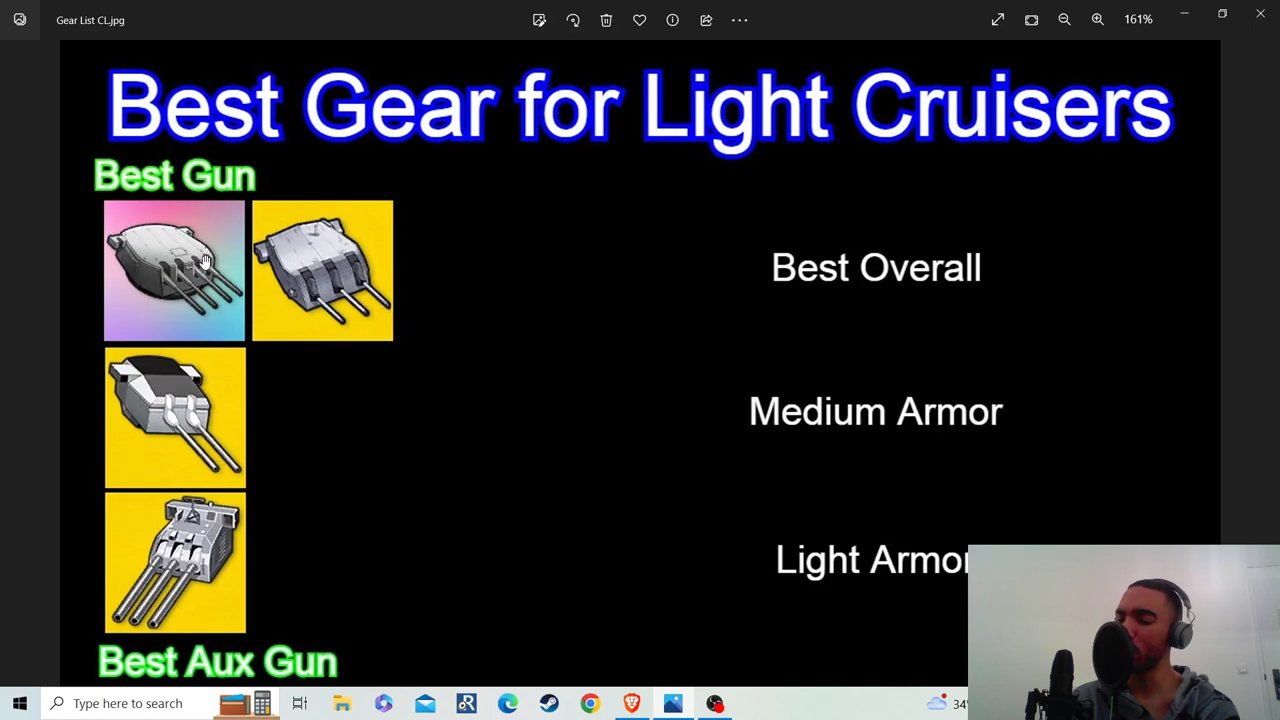 Gear List CL.jpg
161%
Best Gear for Light Cruisers
Best Gun
Best Overall
Medium Armor
Light Armor
Best Aux Gun
Type here to search
34°